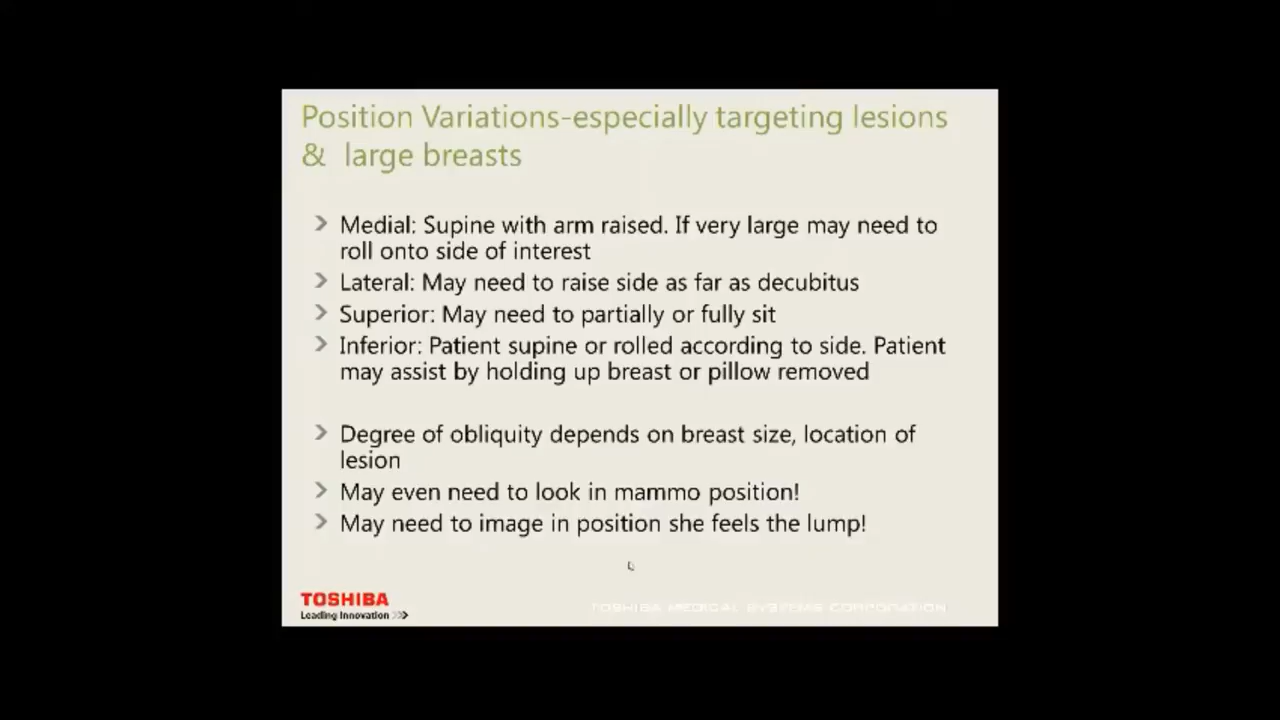 Position Variations-especially targeting lesions
& large breasts
Medial: Supine with arm raised. If very large may need to
roll onto side of interest
Lateral: May need to raise side as far as decubitus
Superior: May need to partially or fully sit
Inferior: Patient supine or rolled according to side. Patient
may assist by holding up breast or pillow removed
Degree of obliquity depends on breast size, location of
lesion
May even need to look in mammo position!
May need to image in position she feels the lump!
TOSHIBA
Leading Innovation >>>
TOSHIBA MEDICAL SYSTEMS CORPORATION